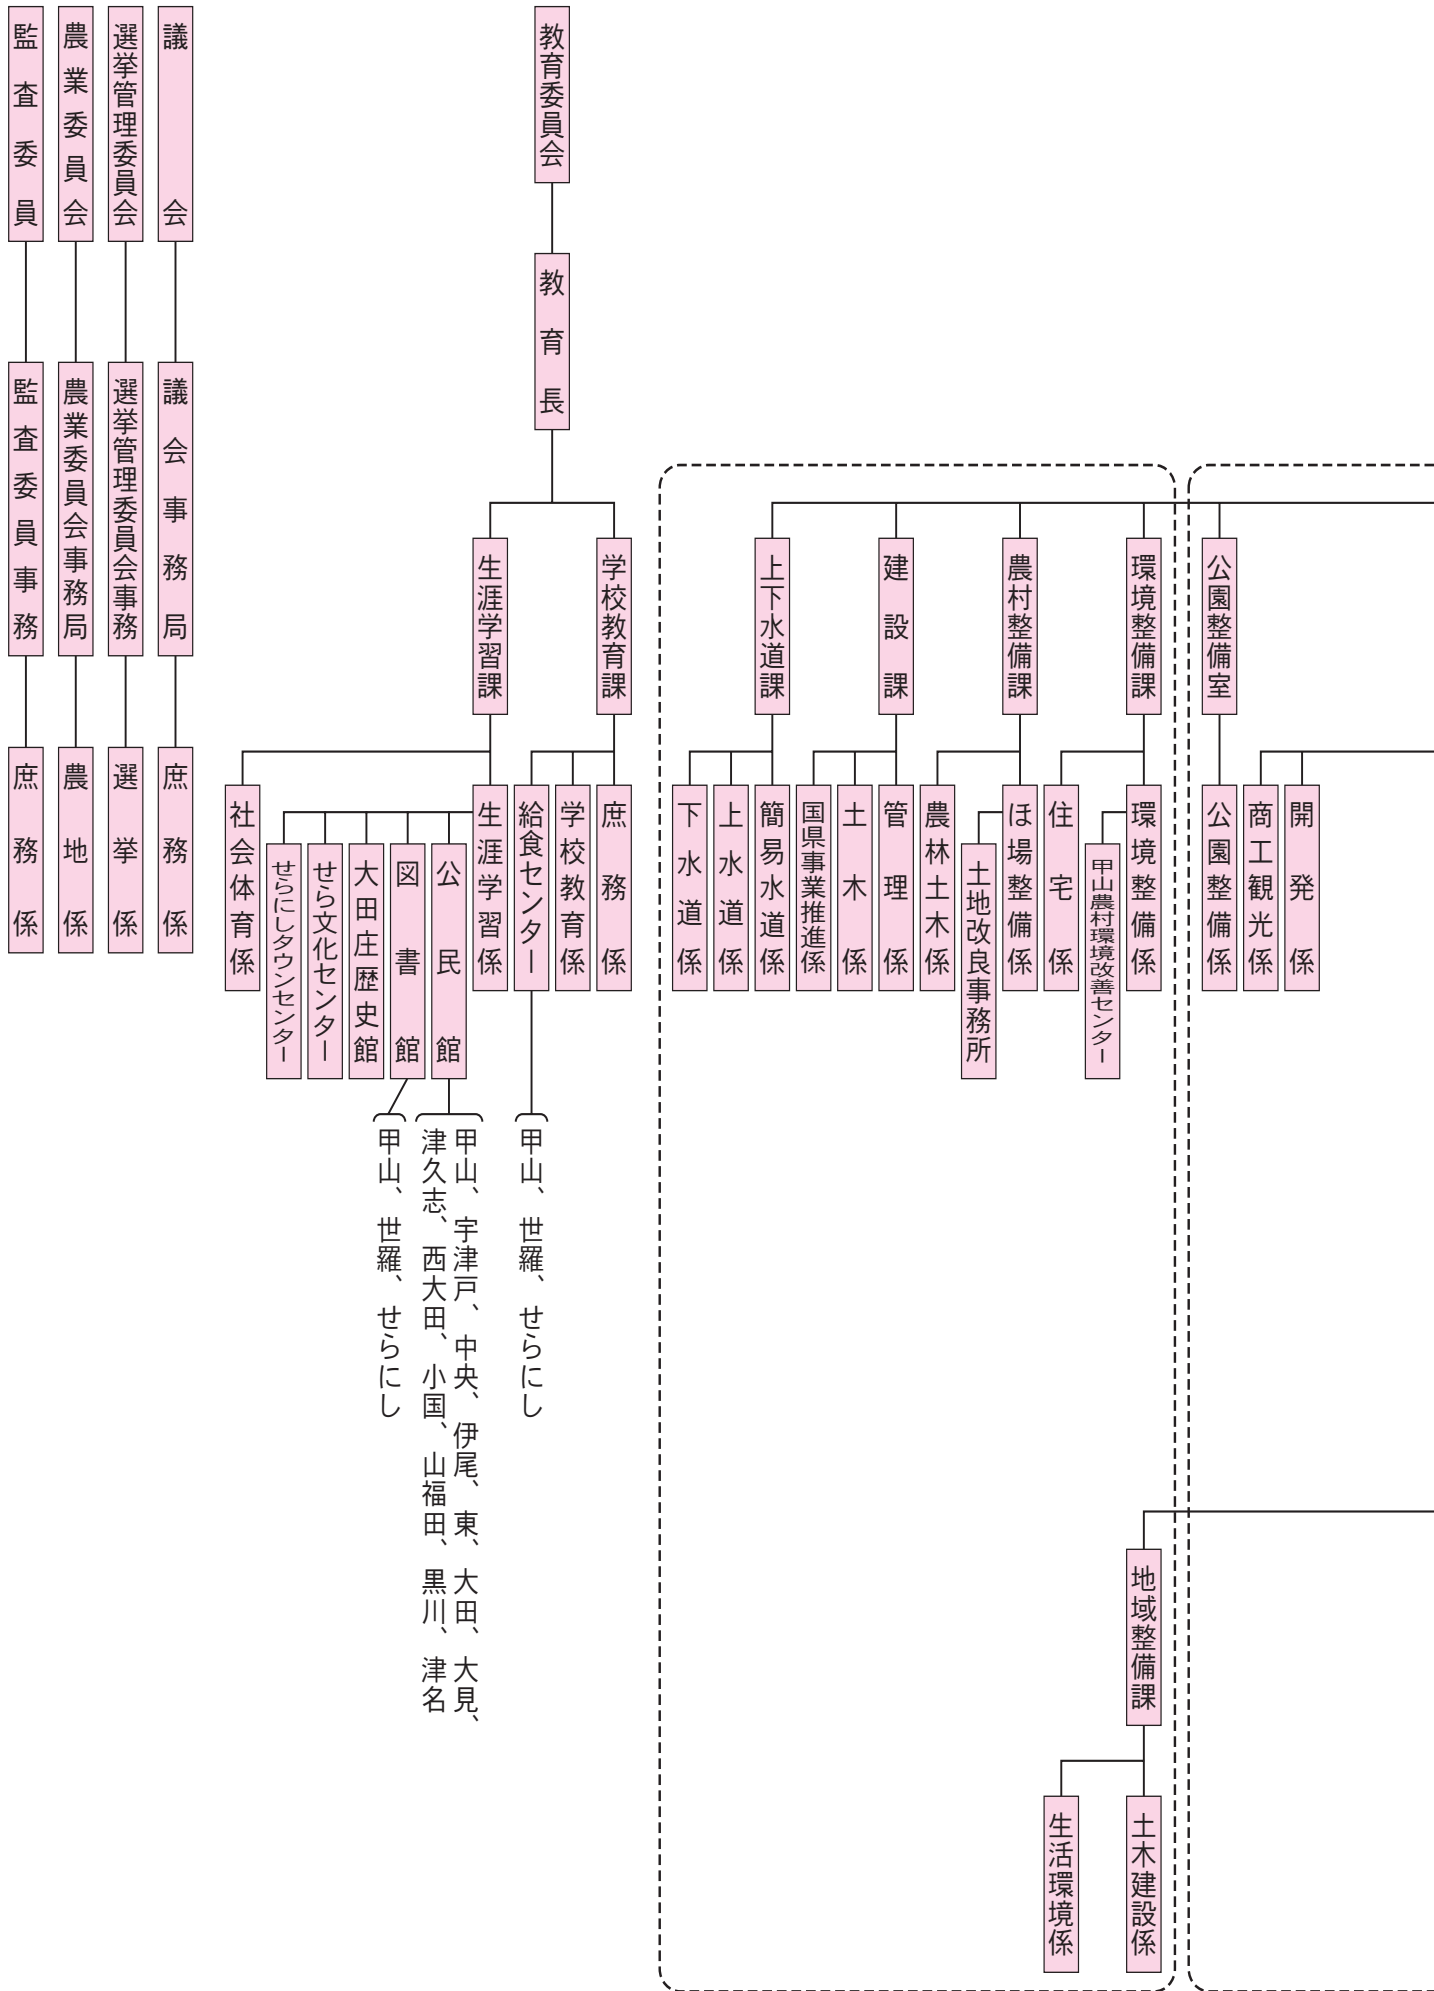 開発係
商工観光係
公園整備室
公園整備係
環境整備課
環境整備係
甲山農村環境改善センター
住宅係
農村整備課
ほ場整備係
土地改良事務所
農林土木係
建設課
管理係
土木係
国県事業推進係
上下水道課
簡易水道係
上水道係
下水道係
地域整備課
土木建設係
生活環境係
教育委員会
教育長
学校教育課
庶務係
学校教育係
給食センター
甲山、世羅、せらにし
生涯学習課
生涯学習係
公民館
甲山、宇津戸、中央、伊尾、東、大田、大見、
津久志、西大田、小国、山福田、黒川、津名
図書館
甲山、世羅、せらにし
大田庄歴史館
せら文化センター
せらにしタウンセンター
社会体育係
議会
議会事務局
庶務係
選挙管理委員会
選挙管理委員会事務
選挙係
農業委員会
農業委員会事務局
農地係
監査委員
監査委員事務
庶務係